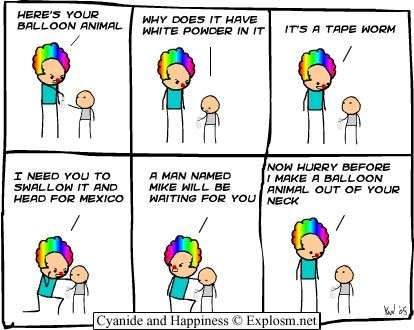 HERE'S YOUR
BALLOON ANIMAL
WHY DOES IT HAVE
WHITE POWDER IN IT
IT'S A TAPE WORM
I NEED YOU TO
SWALLOW IT AND
HEAD FOR MEXICO
A MAN NAMED
MIKE WILL BE
WAITING FOR YOU
NOW HURRY BEFORE
I MAKE A BALLOON
ANIMAL OUT OF YOUR
NECK
Cyanide and Happiness © Explosm.net